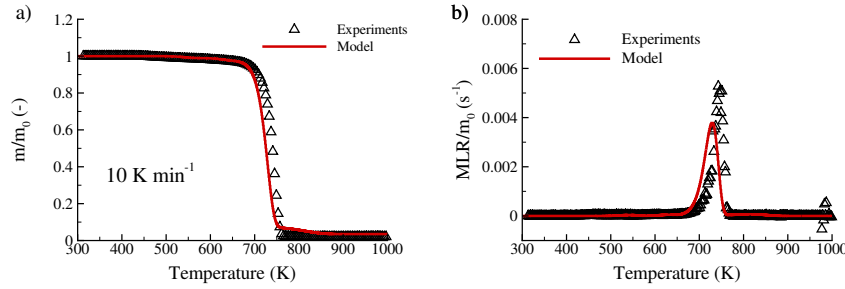 a)
m/m0 (-)
1.2
1
0.8
0.6
0.4
0.2
0
Experiments
Model
10 K min-1
300 400 500 600 700 800 900 1000
Temperature (K)
b)
MLR/m0 (s-1)
0.008
0.006
0.004
0.002
0
Experiments
Model
300 400 500 600 700 800 900 1000
Temperature (K)